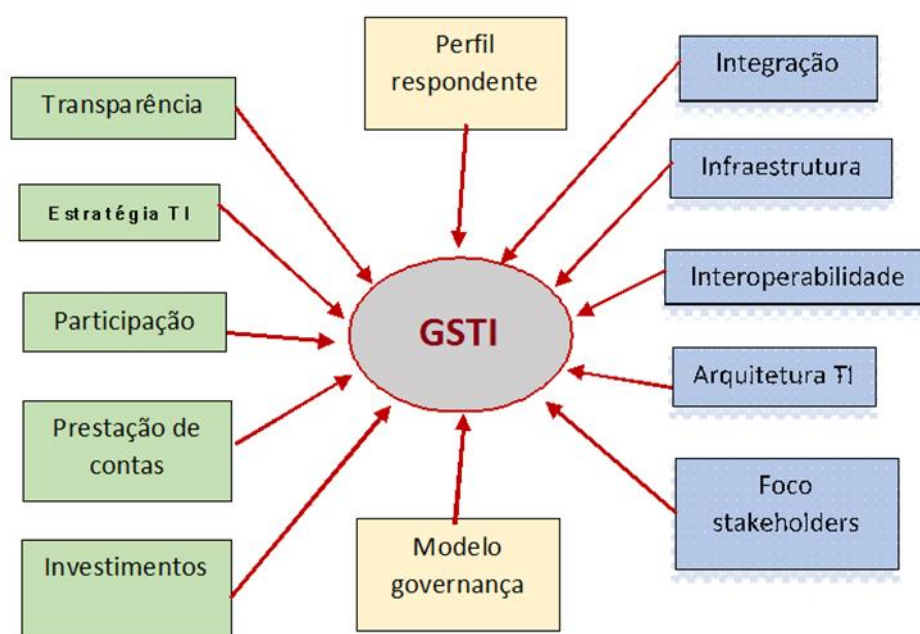 Transparência
Estratégia TI
Participação
Prestação de
contas
Investimentos
Perfil
respondente
GSTI
Modelo
governança
Integração
Infraestrutura
Interoperabilidade
Arquitetura TI
Foco
stakeholders